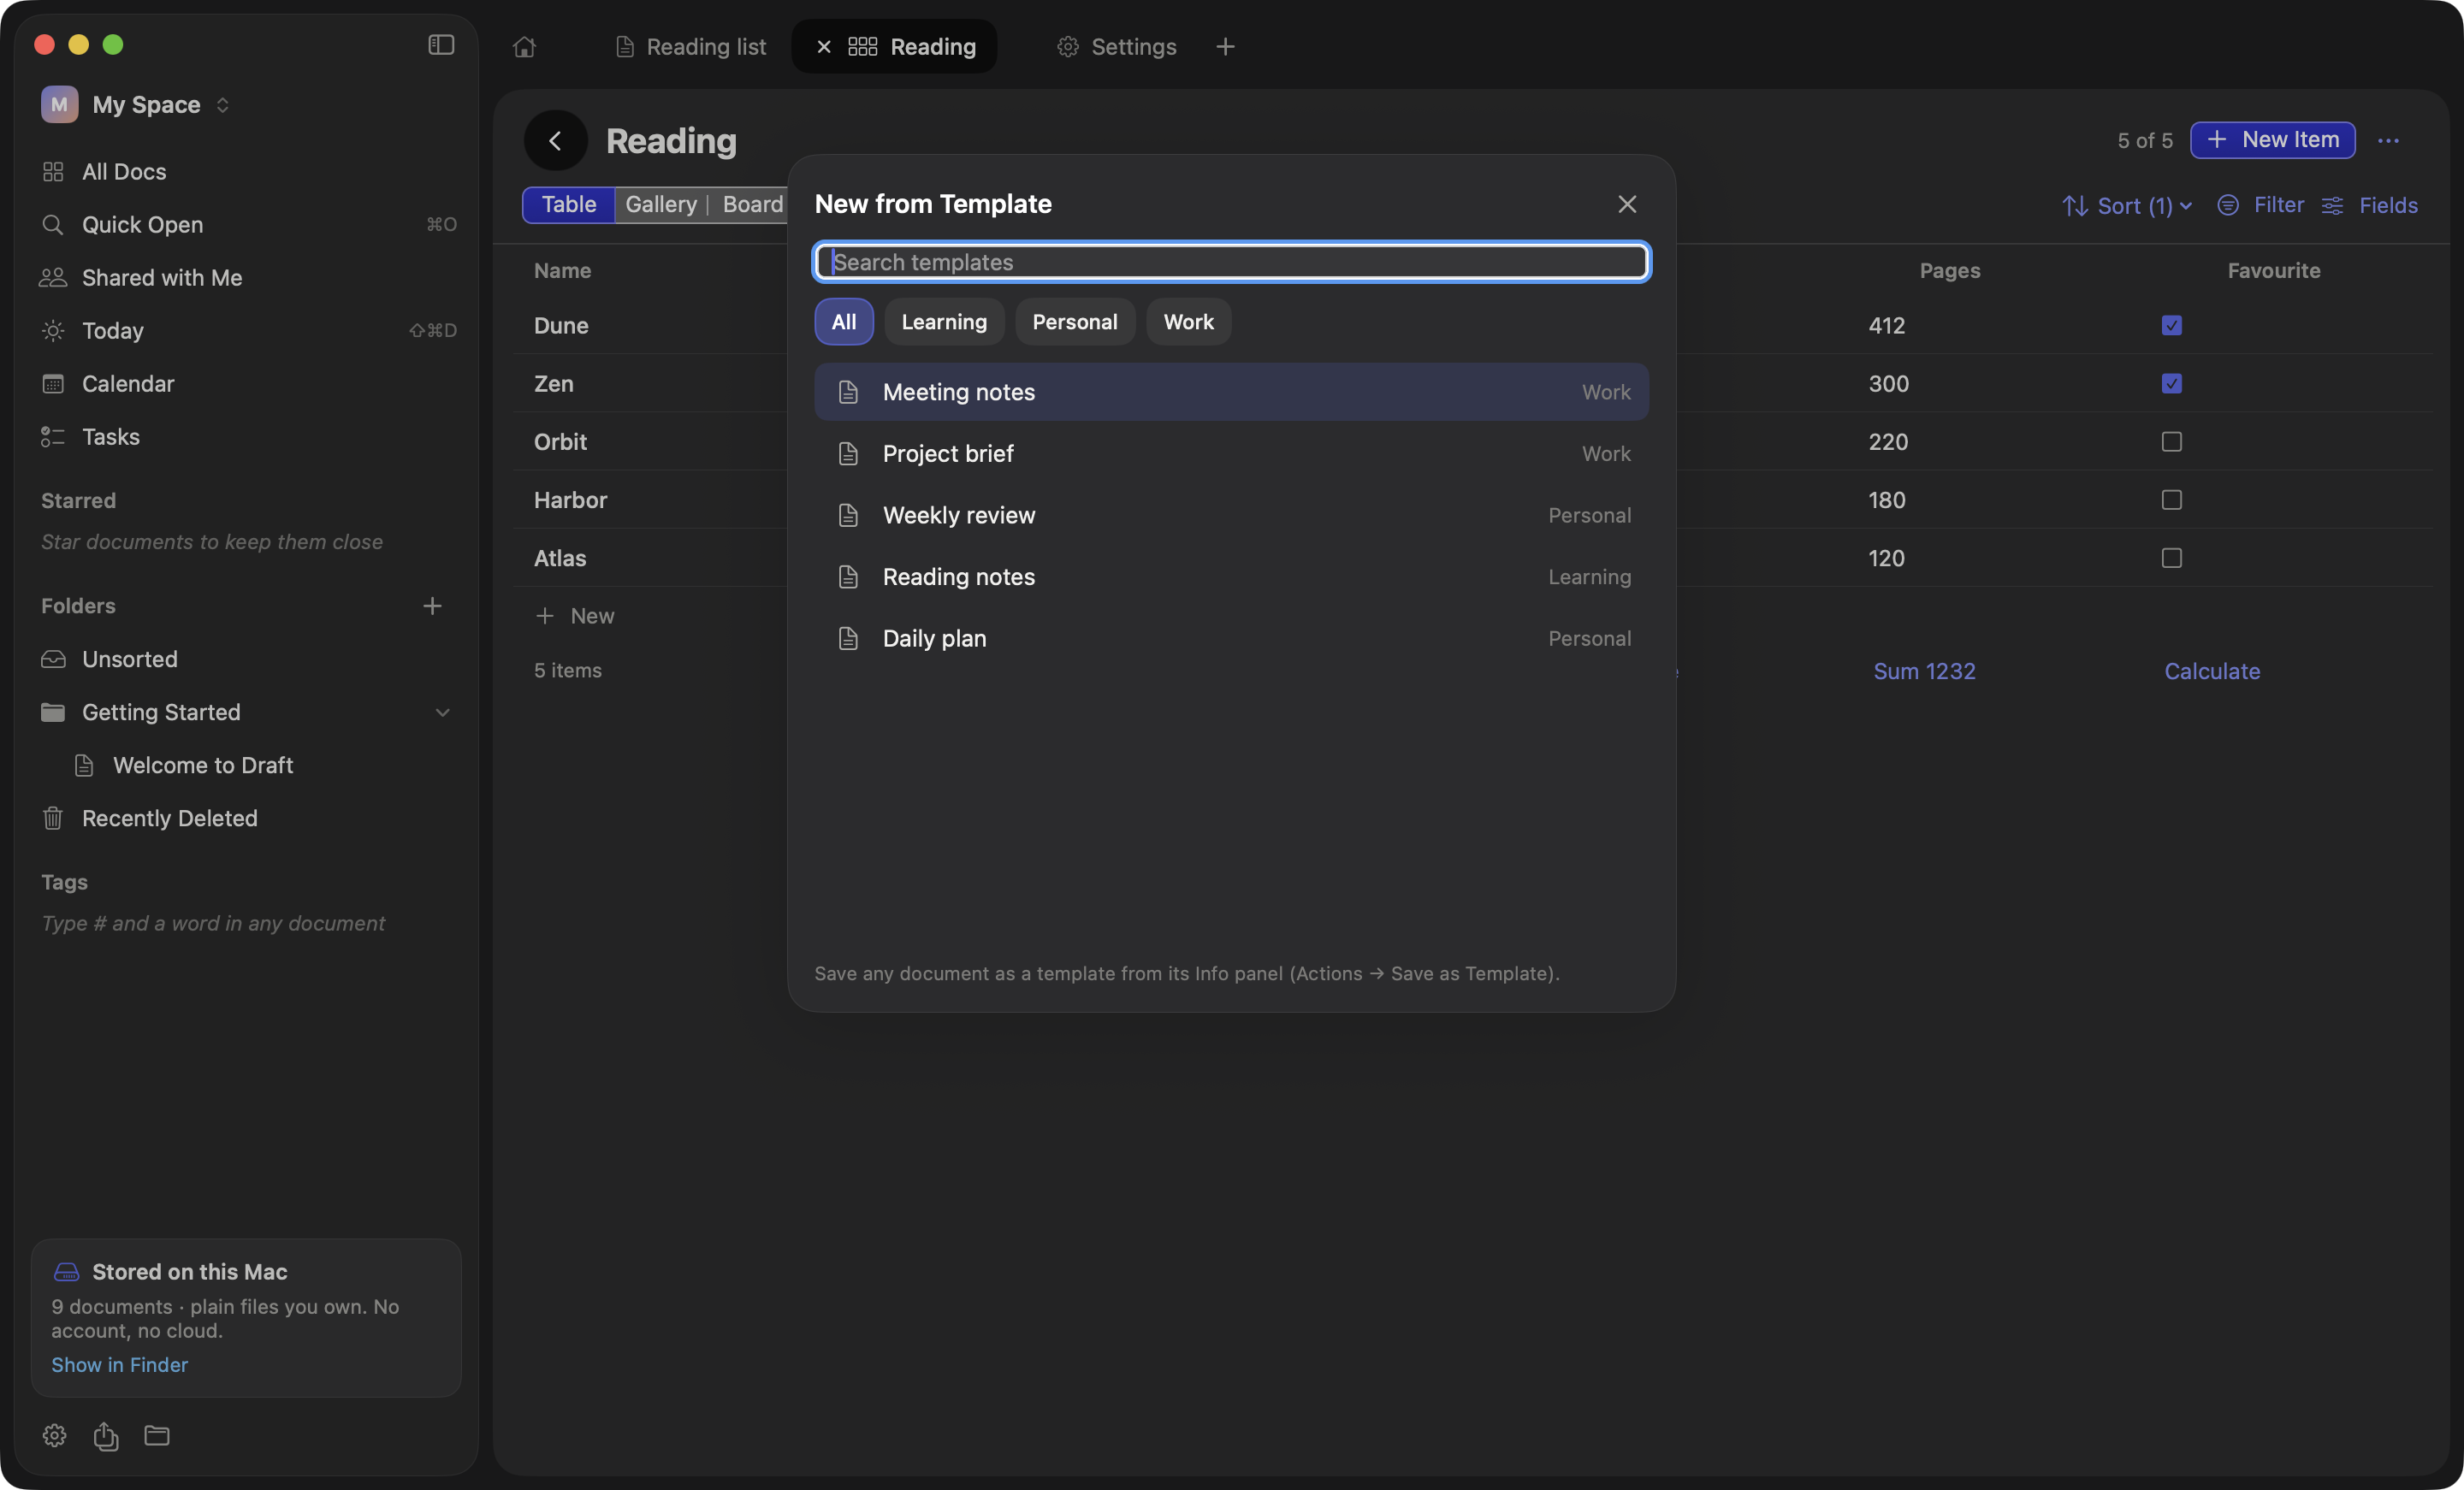 M My Space
All Docs
Quick Open ⌘O
Shared with Me
Today ⇧⌘D
Calendar
Tasks
Starred
Star documents to keep them close
Folders
Unsorted
Getting Started
Welcome to Draft
Recently Deleted
Tags
Type # and a word in any document
Stored on this Mac
9 documents · plain files you own. No
account, no cloud.
Show in Finder
Reading list
Reading
Settings
Reading
5 of 5
New Item
Table
Gallery
Board
Sort (1)
Filter
Fields
Name
Pages
Favourite
Dune
412
Zen
300
Orbit
220
Harbor
180
Atlas
120
New
5 items
Sum 1232
Calculate
New from Template
Search templates
All
Learning
Personal
Work
Meeting notes Work
Project brief Work
Weekly review Personal
Reading notes Learning
Daily plan Personal
Save any document as a template from its Info panel (Actions → Save as Template).